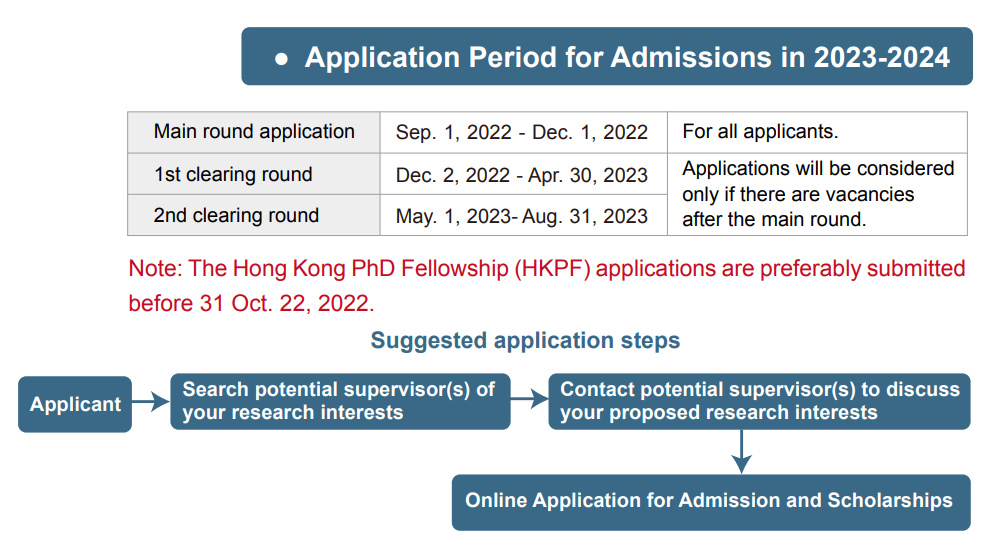 ● Application Period for Admissions in 2023-2024
Main round application Sep. 1, 2022 - Dec. 1, 2022 For all applicants.
1st clearing round Dec. 2, 2022 - Apr. 30, 2023
2nd clearing round May. 1, 2023- Aug. 31, 2023
Applications will be considered
only if there are vacancies
after the main round.
Note: The Hong Kong PhD Fellowship (HKPF) applications are preferably submitted
before 31 Oct. 22, 2022.
Suggested application steps
Applicant
Search potential supervisor(s) of
your research interests
Contact potential supervisor(s) to discuss
your proposed research interests
Online Application for Admission and Scholarships